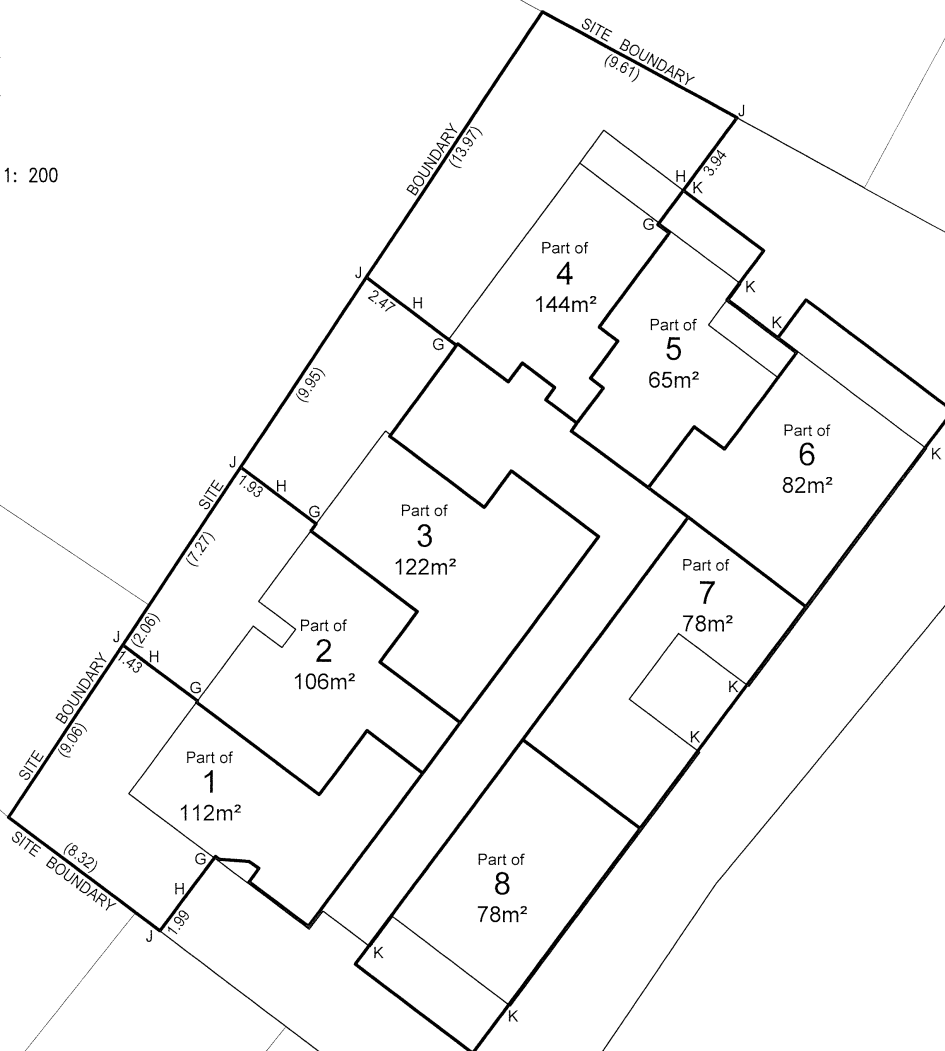 SITE BOUNDARY
(9.61)
J
BOUNDARY
(13.97)
3.94
1: 200
H
K
G
Part of
4
144m²
J
2.47
H
K
K
G
Part of
5
65m²
(9.95)
Part of
6
82m²
K
J
1.93
H
SITE
G
Part of
3
122m²
(7.27)
Part of
7
78m²
(2.06)
J
1.43
H
Part of
2
106m²
G
K
BOUNDARY
(9.06)
SITE
K
Part of
1
112m²
SITE BOUNDARY
(8.32)
G
H
1.99
J
Part of
8
78m²
K
K